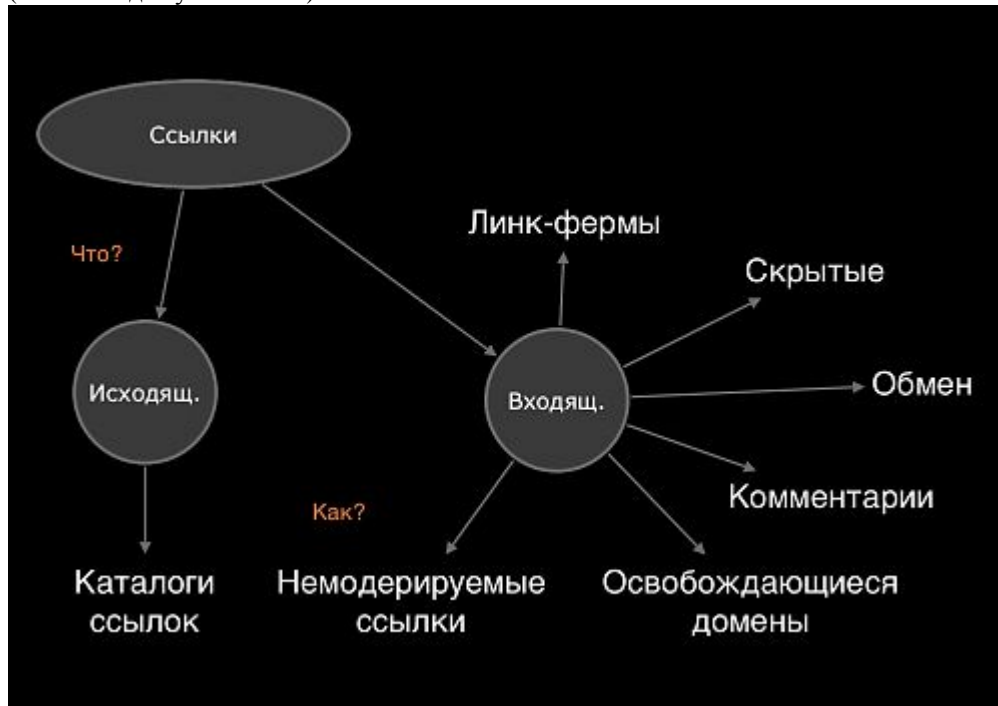 Ссылки
Что?
Линк-фермы
Скрытые
Исходящ.
Входящ.
Обмен
Комментарии
Как?
Каталоги
ссылок
Немодерируемые
ссылки
Освобождающиеся
домены